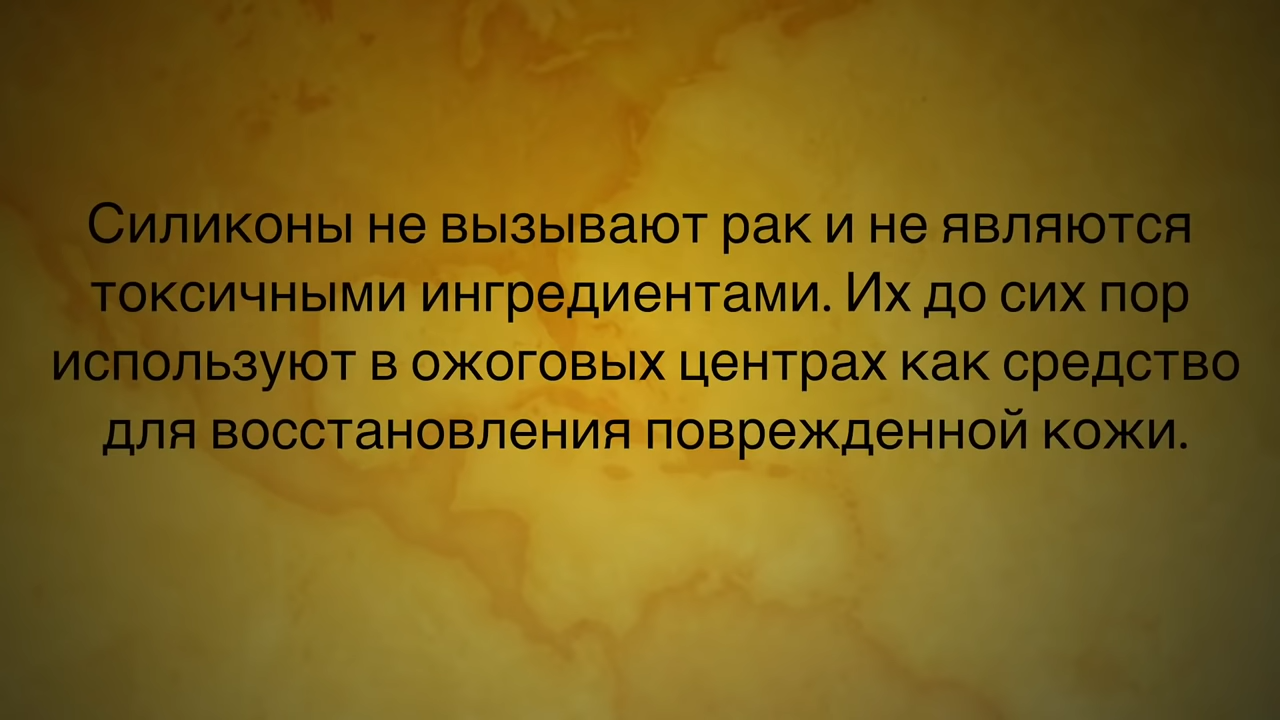 Силиконы не вызывают рак и не являются
токсичными ингредиентами. Их до сих пор
используют в ожоговых центрах как средство
для восстановления поврежденной кожи.